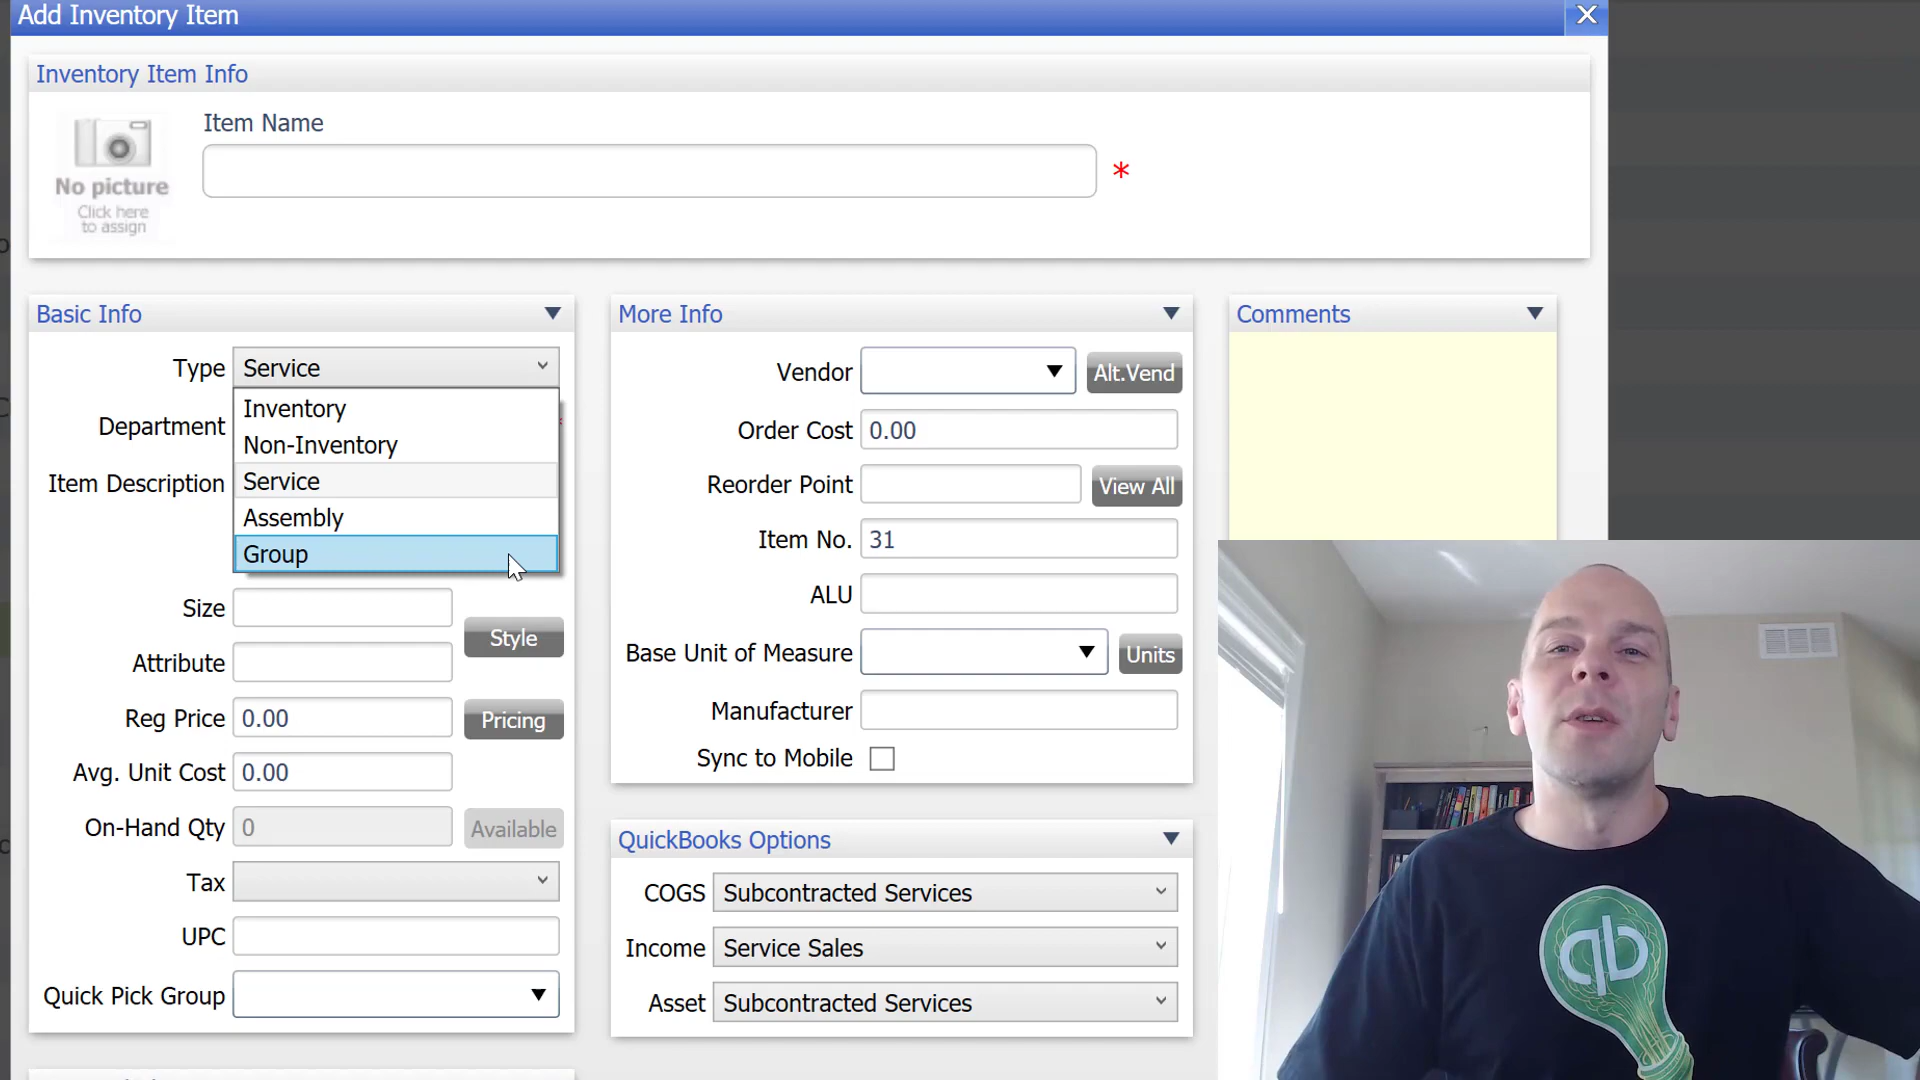 Add Inventory Item
Inventory Item Info
No picture
Click here
to assign
Item Name
*
Basic Info
Type
Service
Inventory
Non-Inventory
Service
Assembly
Group
Department
Item Description
Size
Style
Attribute
Reg Price
0.00
Pricing
Avg. Unit Cost
0.00
On-Hand Qty
0
Available
Tax
UPC
Quick Pick Group
More Info
Vendor
Alt.Vend
Order Cost
0.00
Reorder Point
View All
Item No.
31
ALU
Base Unit of Measure
Units
Manufacturer
Sync to Mobile
QuickBooks Options
COGS
Subcontracted Services
Income
Service Sales
Asset
Subcontracted Services
Comments
qb